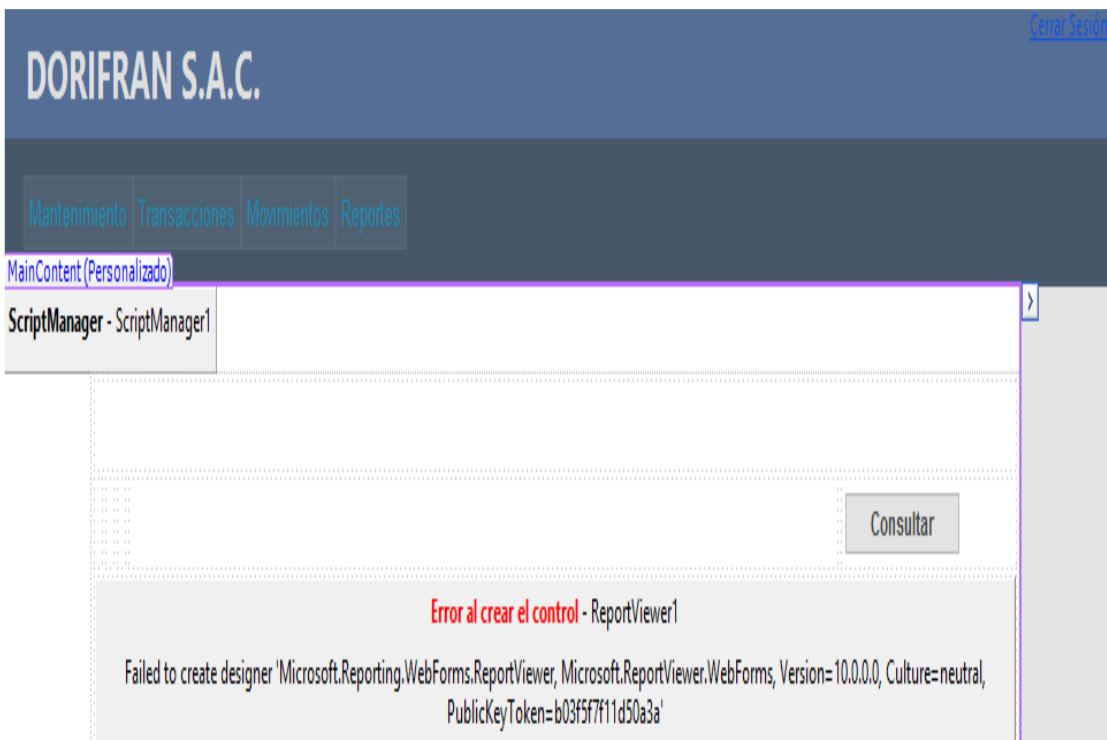 Cerrar Sesión
DORIFRAN S.A.C.
Mantenimiento Transacciones Movimientos Reportes
MainContent (Personalizado)
ScriptManager - ScriptManager1
Consultar
Error al crear el control - ReportViewer1
Failed to create designer 'Microsoft.Reporting.WebForms.ReportViewer, Microsoft.ReportViewer.WebForms, Version=10.0.0.0, Culture=neutral,
PublicKeyToken=b03f5f7f11d50a3a'